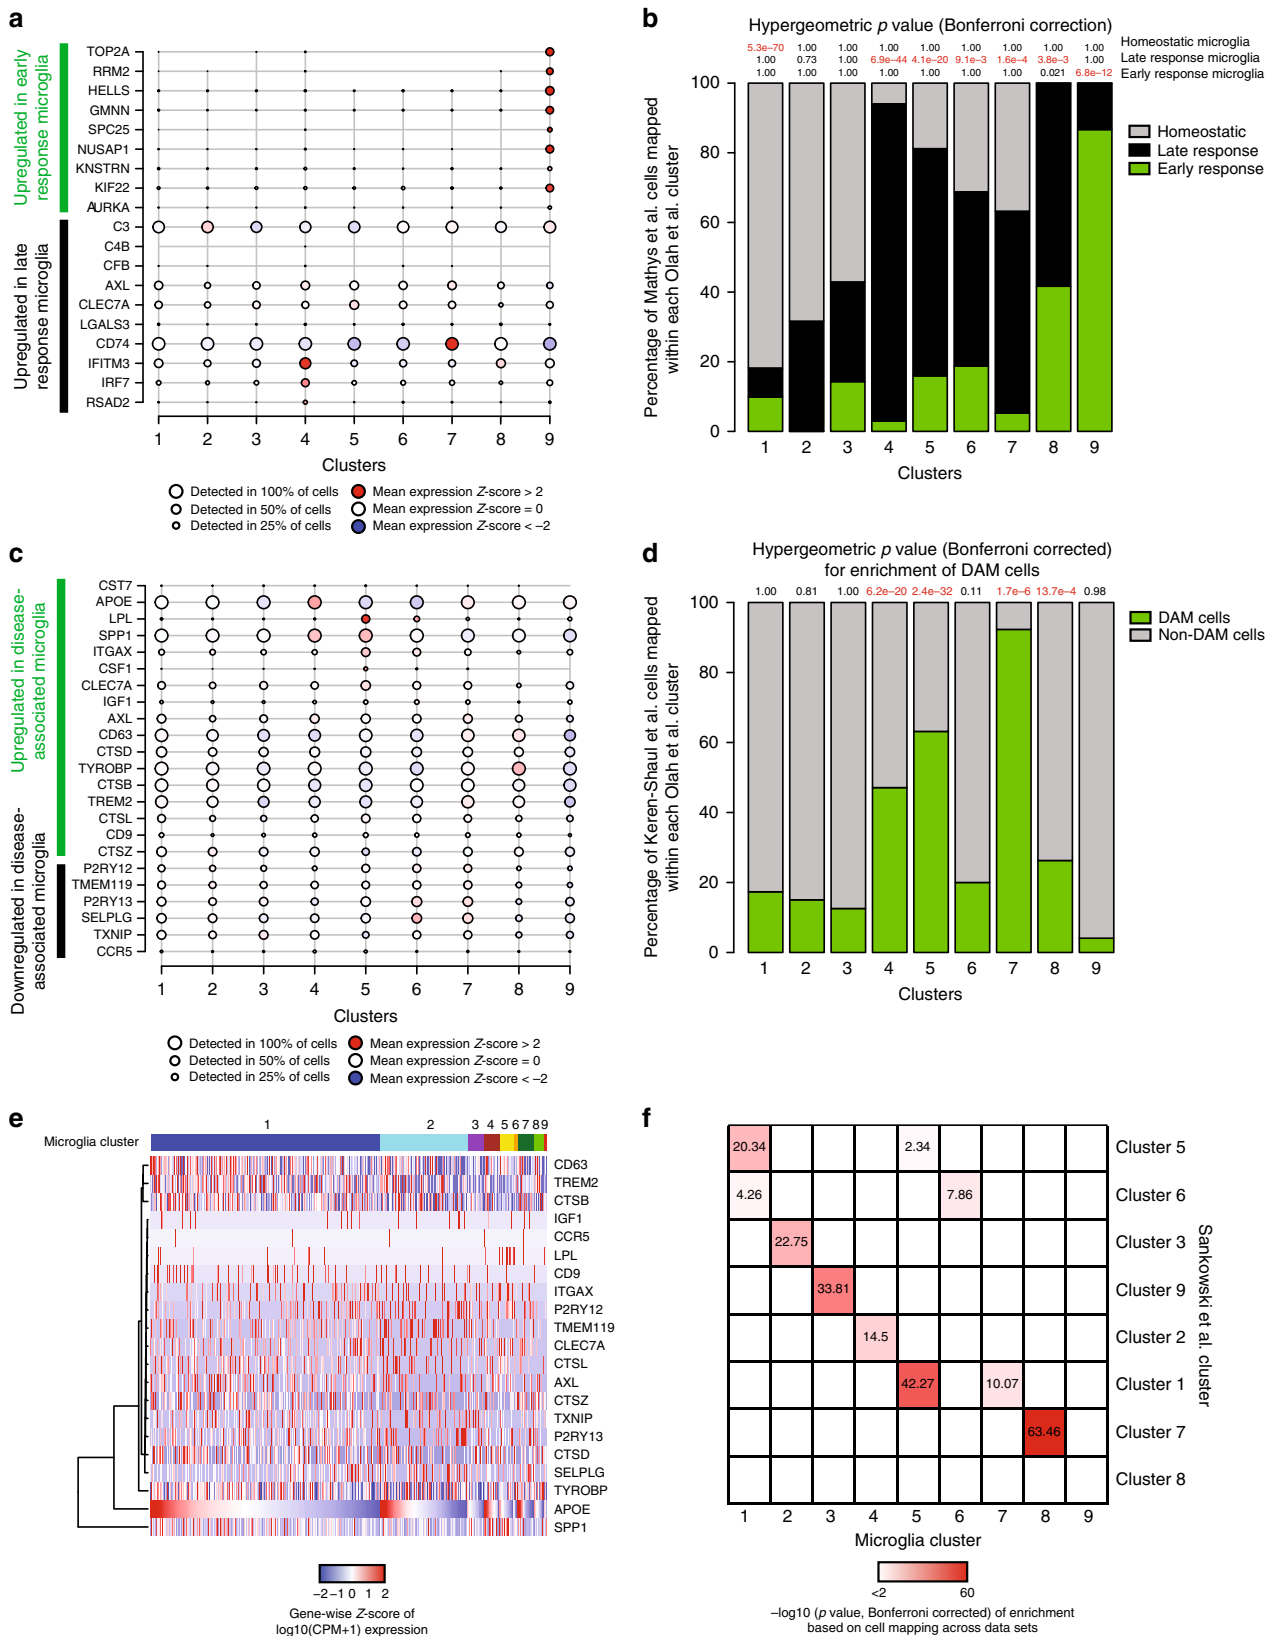 a
Upregulated in early
response microglia
Upregulated in late
response microglia
TOP2A
RRM2
HELLS
GMNN
SPC25
NUSAP1
KNSTRN
KIF22
AURKA
C3
C4B
CFB
AXL
CLEC7A
LGALS3
CD74
IFITM3
IRF7
RSAD2
1 2 3 4 5 6 7 8 9
Clusters
Detected in 100% of cells
Detected in 50% of cells
Detected in 25% of cells
Mean expression Z-score > 2
Mean expression Z-score = 0
Mean expression Z-score < −2
b
Hypergeometric p value (Bonferroni correction)
5.3e−70 1.00 1.00 1.00 1.00 1.00 1.00 1.00 1.00 Homeostatic microglia
1.00 0.73 1.00 6.9e−44 4.1e−20 9.1e−3 1.6e−4 3.8e−3 1.00 Late response microglia
1.00 1.00 1.00 1.00 1.00 1.00 1.00 0.021 6.8e−12 Early response microglia
Percentage of Mathys et al. cells mapped
within each Olah et al. cluster
100
80
60
40
20
0
1 2 3 4 5 6 7 8 9
Clusters
Homeostatic
Late response
Early response
c
Upregulated in disease-
associated microglia
Downregulated in disease-
associated microglia
CST7
APOE
LPL
SPP1
ITGAX
CSF1
CLEC7A
IGF1
AXL
CD63
CTSD
TYROBP
CTSB
TREM2
CTSL
CD9
CTSZ
P2RY12
TMEM119
P2RY13
SELPLG
TXNIP
CCR5
1 2 3 4 5 6 7 8 9
Clusters
Detected in 100% of cells
Detected in 50% of cells
Detected in 25% of cells
Mean expression Z-score > 2
Mean expression Z-score = 0
Mean expression Z-score < −2
d
Hypergeometric p value (Bonferroni corrected)
for enrichment of DAM cells
1.00 0.81 1.00 6.2e−20 2.4e−32 0.11 1.7e−6 13.7e−4 0.98
Percentage of Keren-Shaul et al. cells mapped
within each Olah et al. cluster
100
80
60
40
20
0
1 2 3 4 5 6 7 8 9
Clusters
DAM cells
Non-DAM cells
e
Microglia cluster
1 2 3 4 5 6 7 8 9
CD63
TREM2
CTSB
IGF1
CCR5
LPL
CD9
ITGAX
P2RY12
TMEM119
CLEC7A
CTSL
AXL
CTSZ
TXNIP
P2RY13
CTSD
SELPLG
TYROBP
APOE
SPP1
−2 −1 0 1 2
Gene-wise Z-score of
log10(CPM+1) expression
f
20.34 2.34 Cluster 5
4.26 7.86 Cluster 6
22.75 Cluster 3
33.81 Cluster 9
14.5 Cluster 2
42.27 10.07 Cluster 1
63.46 Cluster 7
Cluster 8
Sankowski et al. cluster
1 2 3 4 5 6 7 8 9
Microglia cluster
<2 60
−log10 (p value, Bonferroni corrected) of enrichment
based on cell mapping across data sets